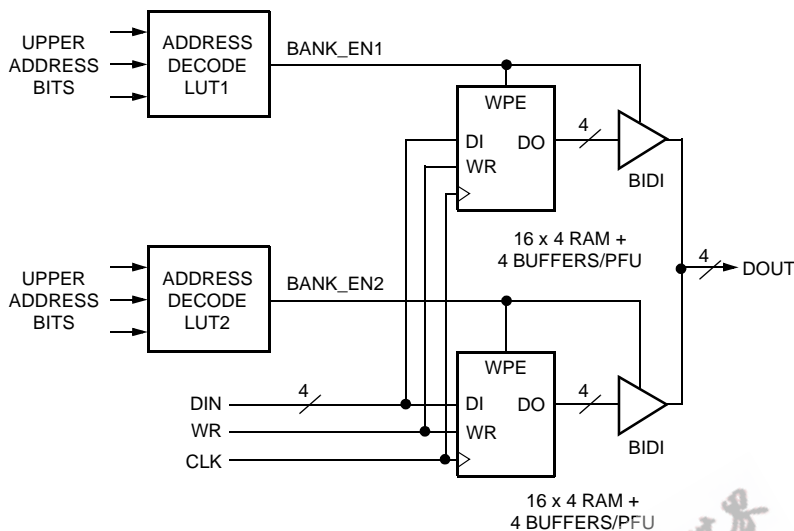 UPPER
ADDRESS
BITS
ADDRESS
DECODE
LUT1
BANK_EN1
WPE
DI
DO
WR
4
BIDI
16 x 4 RAM +
4 BUFFERS/PFU
UPPER
ADDRESS
BITS
ADDRESS
DECODE
LUT2
BANK_EN2
4
DOUT
WPE
DI
DO
WR
4
BIDI
DIN
4
WR
CLK
16 x 4 RAM +
4 BUFFERS/PFU